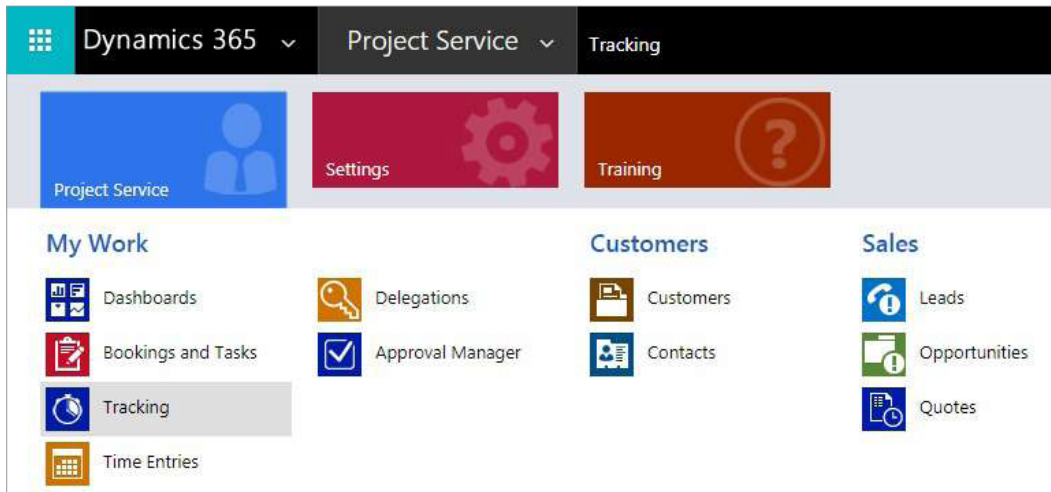 Dynamics 365
Project Service
Tracking
Project Service
Settings
Training
My Work
Dashboards
Bookings and Tasks
Tracking
Time Entries
Delegations
Approval Manager
Customers
Customers
Contacts
Sales
Leads
Opportunities
Quotes